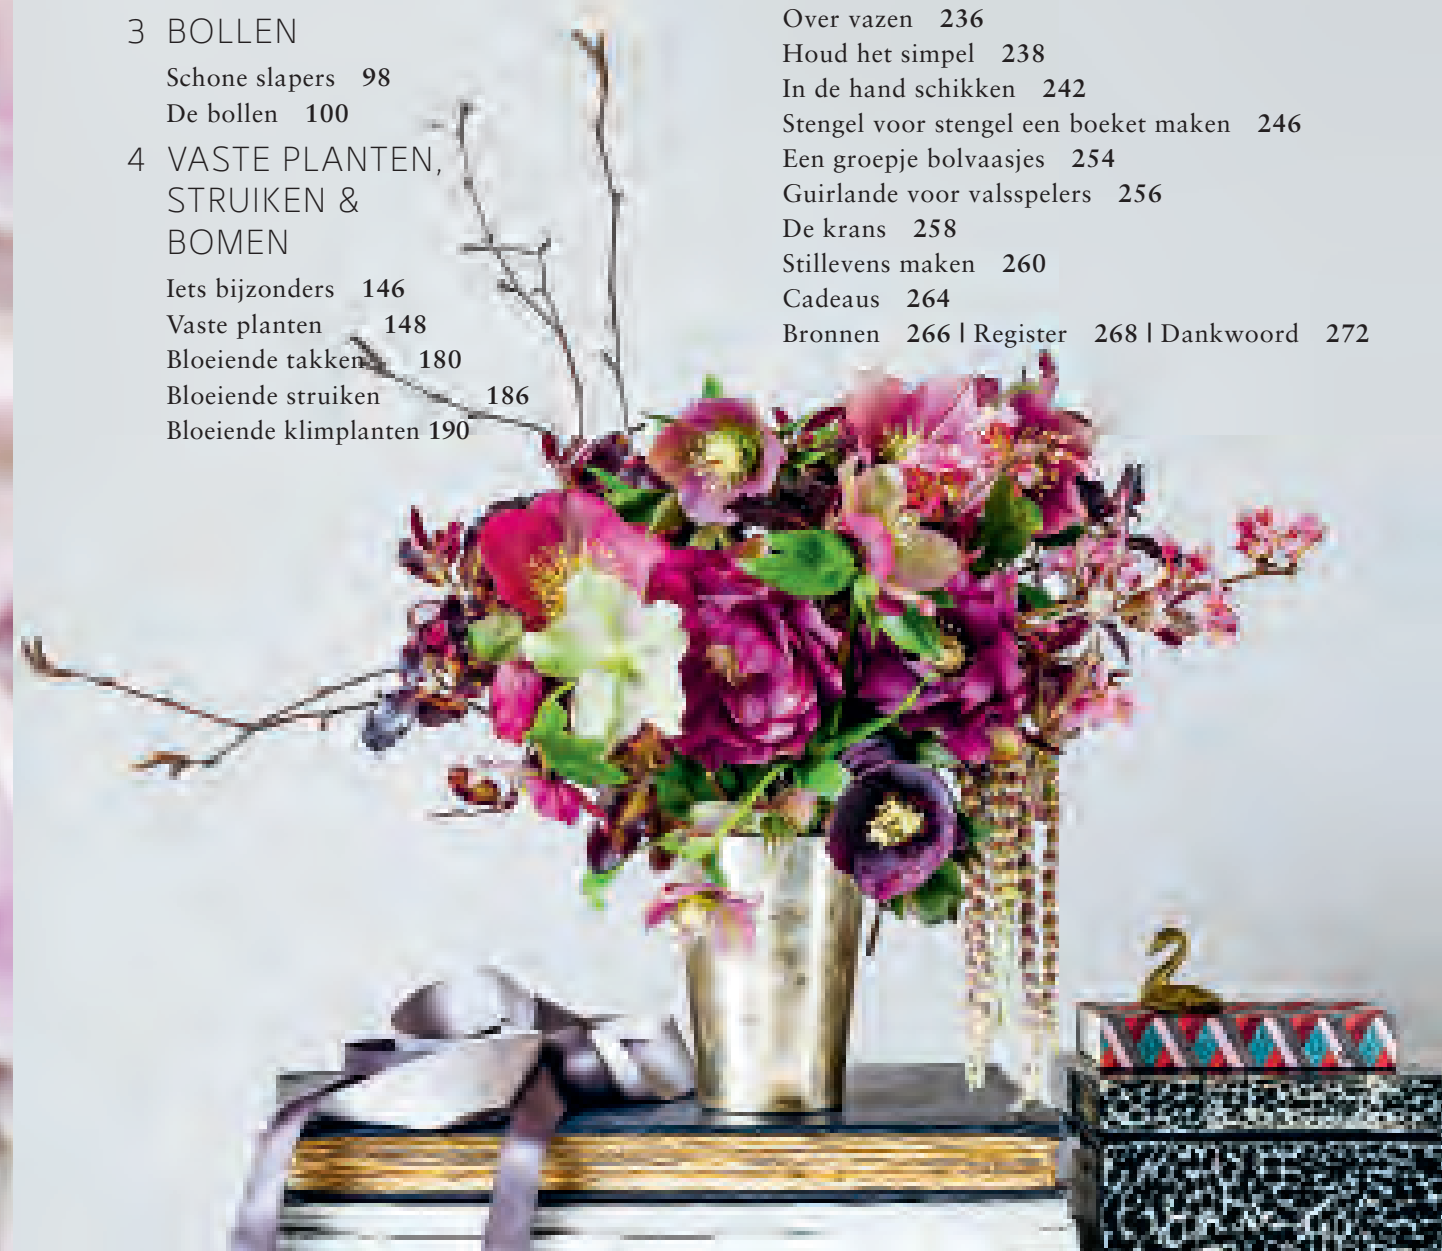 3 BOLLEN
Schone slapers 98
De bollen 100
4 VASTE PLANTEN,
STRUIKEN &
BOMEN
Iets bijzonders 146
Vaste planten 148
Bloeiende takken 180
Bloeiende struiken 186
Bloeiende klimplanten 190
Over vazen 236
Houd het simpel 238
In de hand schikken 242
Stengel voor stengel een boeket maken 246
Een groepje bolvaasjes 254
Guirlande voor valsspelers 256
De krans 258
Stillevens maken 260
Cadeaus 264
Bronnen 266 | Register 268 | Dankwoord 272